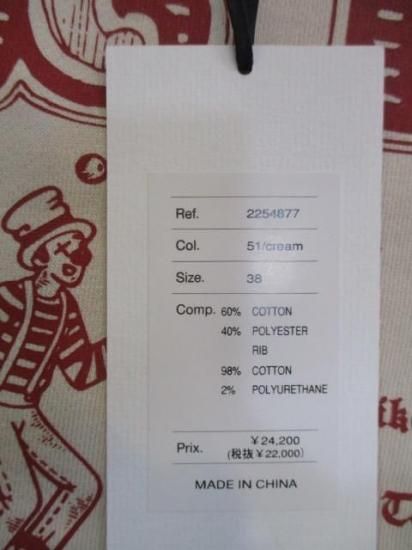 Ref. 2254877
Col. 51/cream
Size. 38
Comp. 60% COTTON
40% POLYESTER
RIB
98% COTTON
2% POLYURETHANE
Prix. ¥24,200
(税抜¥22,000)
MADE IN CHINA